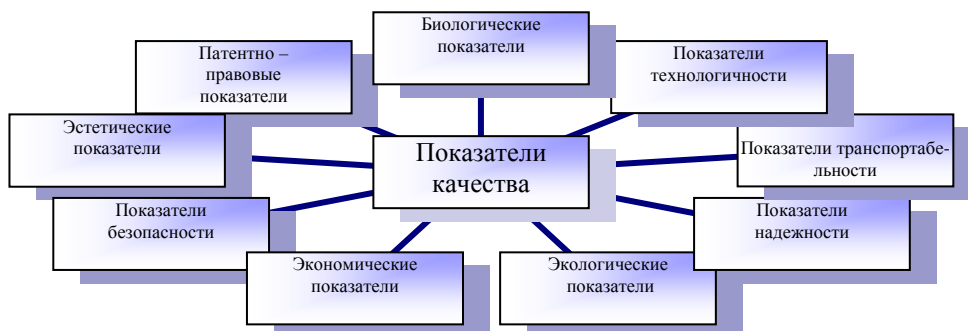 Биологические
показатели
Патентно –
правовые
показатели
Показатели
технологичности
Эстетические
показатели
Показатели
качества
Показатели транспортабе-
льности
Показатели
безопасности
Показатели
надежности
Экономические
показатели
Экологические
показатели